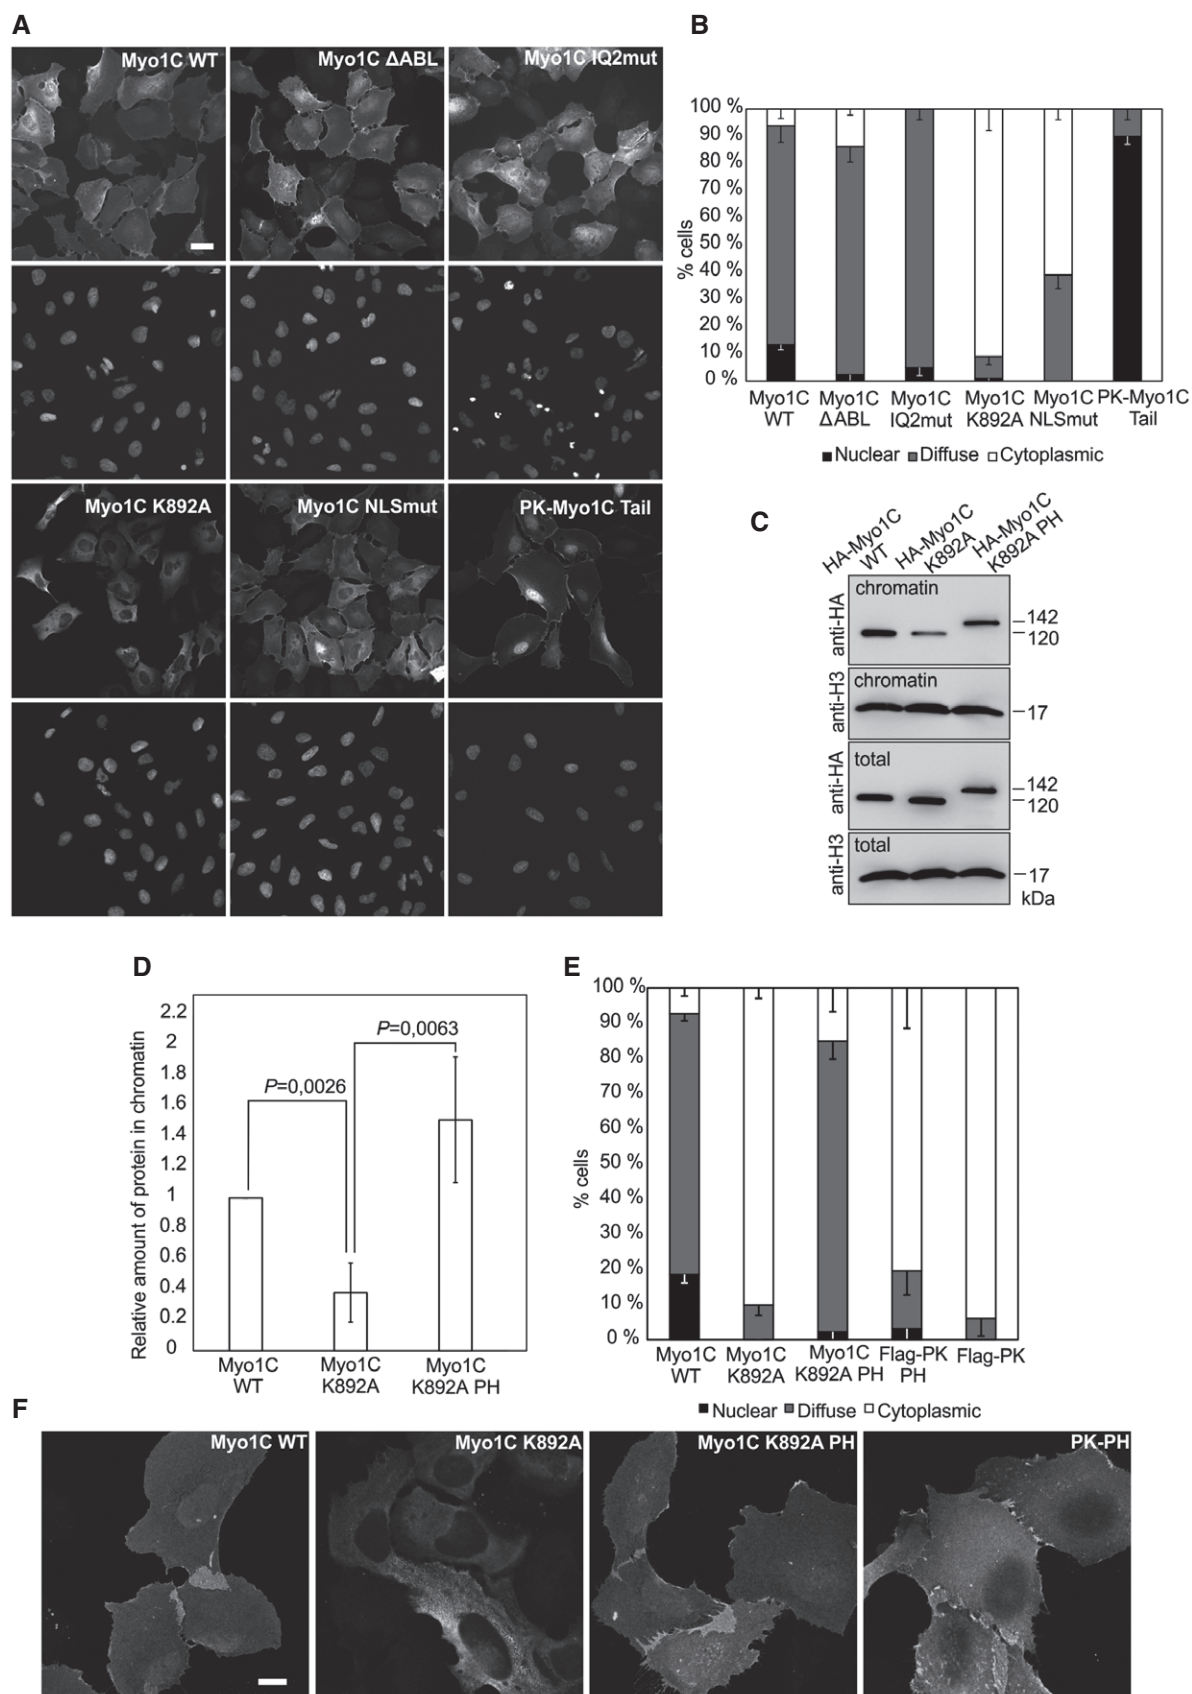 A
Myo1C WT
Myo1C ΔABL
Myo1C IQ2mut
Myo1C K892A
Myo1C NLSmut
PK-Myo1C Tail
B
100 %
90 %
80 %
70 %
60 %
50 %
40 %
30 %
20 %
10 %
0 %
% cells
Myo1C WT
Myo1C ΔABL
Myo1C IQ2mut
Myo1C K892A
Myo1C NLSmut
PK-Myo1C Tail
Nuclear Diffuse Cytoplasmic
C
HA-Myo1C WT
HA-Myo1C K892A
HA-Myo1C K892A PH
anti-HA
chromatin
142
120
anti-H3
chromatin
17
anti-HA
total
142
120
anti-H3
total
17
kDa
D
Relative amount of protein in chromatin
2.2
2
1.8
1.6
1.4
1.2
1
0.8
0.6
0.4
0.2
0
P=0,0026
P=0,0063
Myo1C WT
Myo1C K892A
Myo1C K892A PH
E
100 %
90 %
80 %
70 %
60 %
50 %
40 %
30 %
20 %
10 %
0 %
% cells
Myo1C WT
Myo1C K892A
Myo1C K892A PH
Flag-PK PH
Flag-PK
Nuclear Diffuse Cytoplasmic
F
Myo1C WT
Myo1C K892A
Myo1C K892A PH
PK-PH